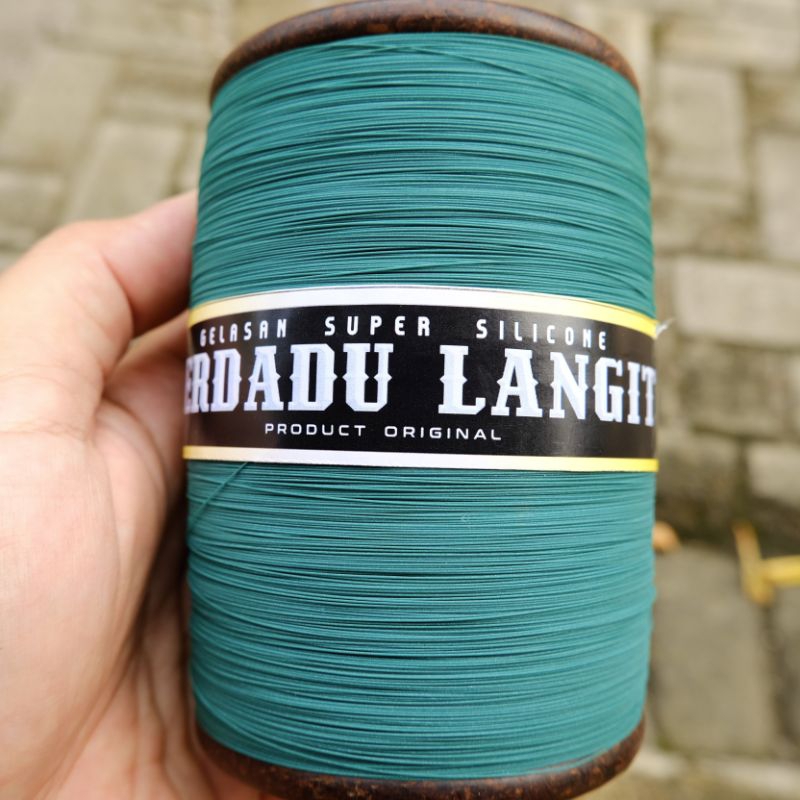 GELASAN SUPER SILICONE
ERDADU LANGIT
PRODUCT ORIGINAL